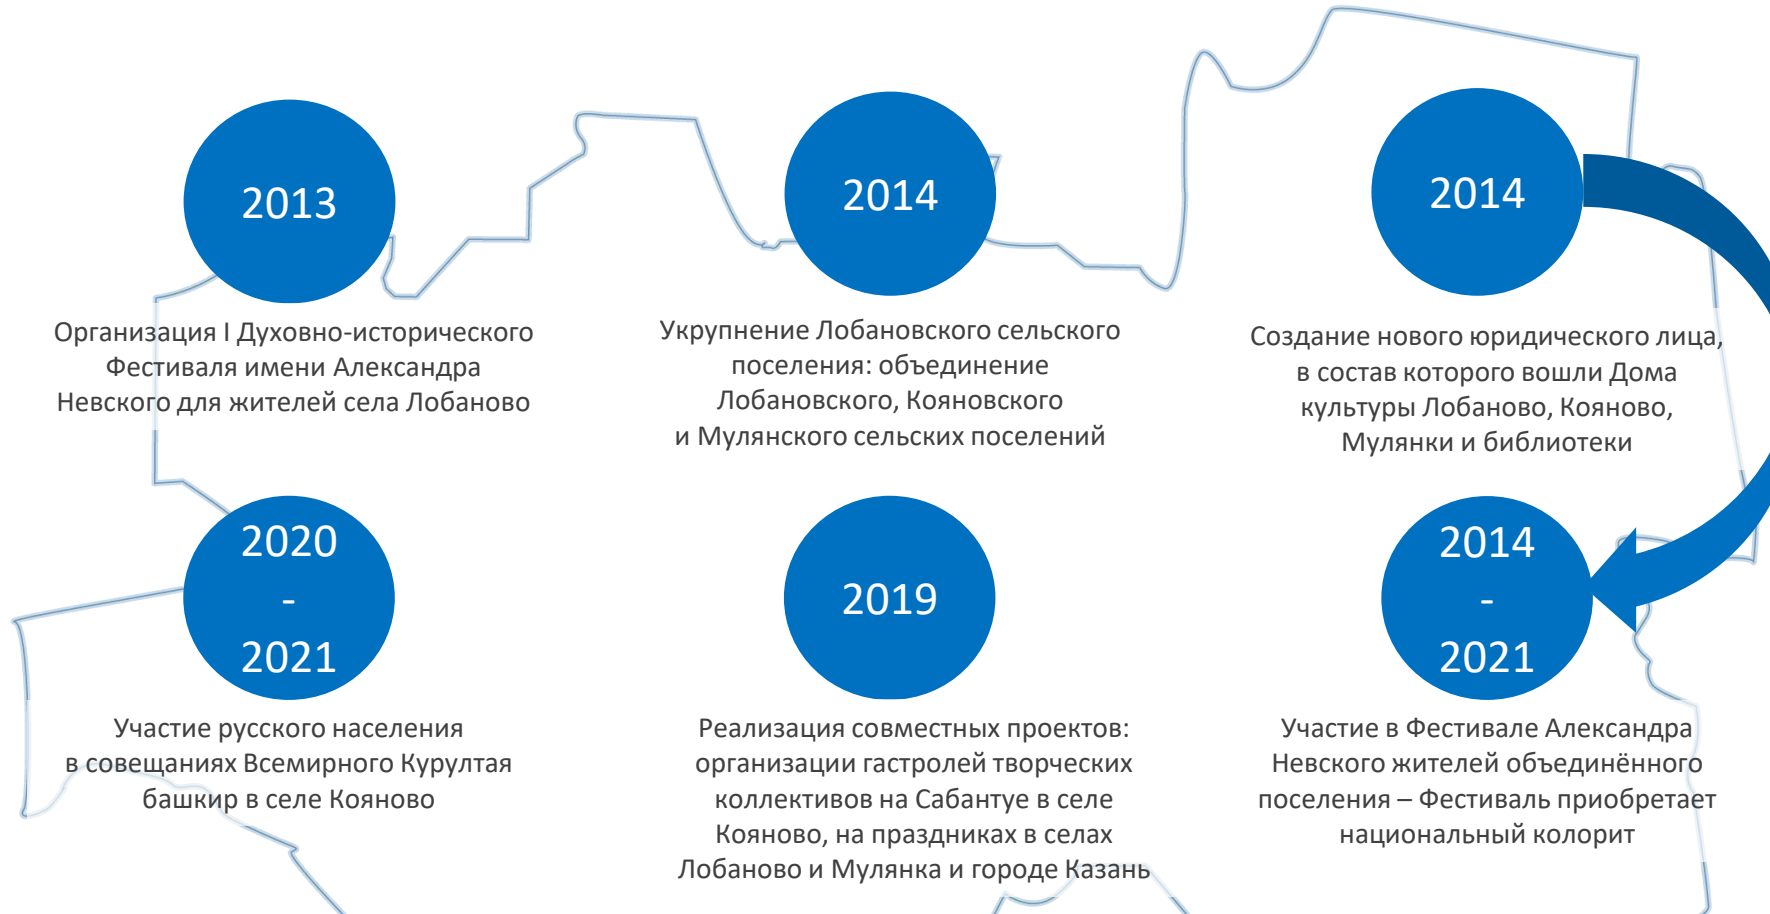 2013
Организация I Духовно-исторического
Фестиваля имени Александра
Невского для жителей села Лобаново
2014
Укрупнение Лобановского сельского
поселения: объединение
Лобановского, Кояновского
и Мулянского сельских поселений
2014
Создание нового юридического лица,
в состав которого вошли Дома
культуры Лобаново, Кояново,
Мулянки и библиотеки
2020
-
2021
Участие русского населения
в совещаниях Всемирного Курултая
башкир в селе Кояново
2019
Реализация совместных проектов:
организации гастролей творческих
коллективов на Сабантуе в селе
Кояново, на праздниках в селах
Лобаново и Мулянка и городе Казань
2014
-
2021
Участие в Фестивале Александра
Невского жителей объединённого
поселения – Фестиваль приобретает
национальный колорит